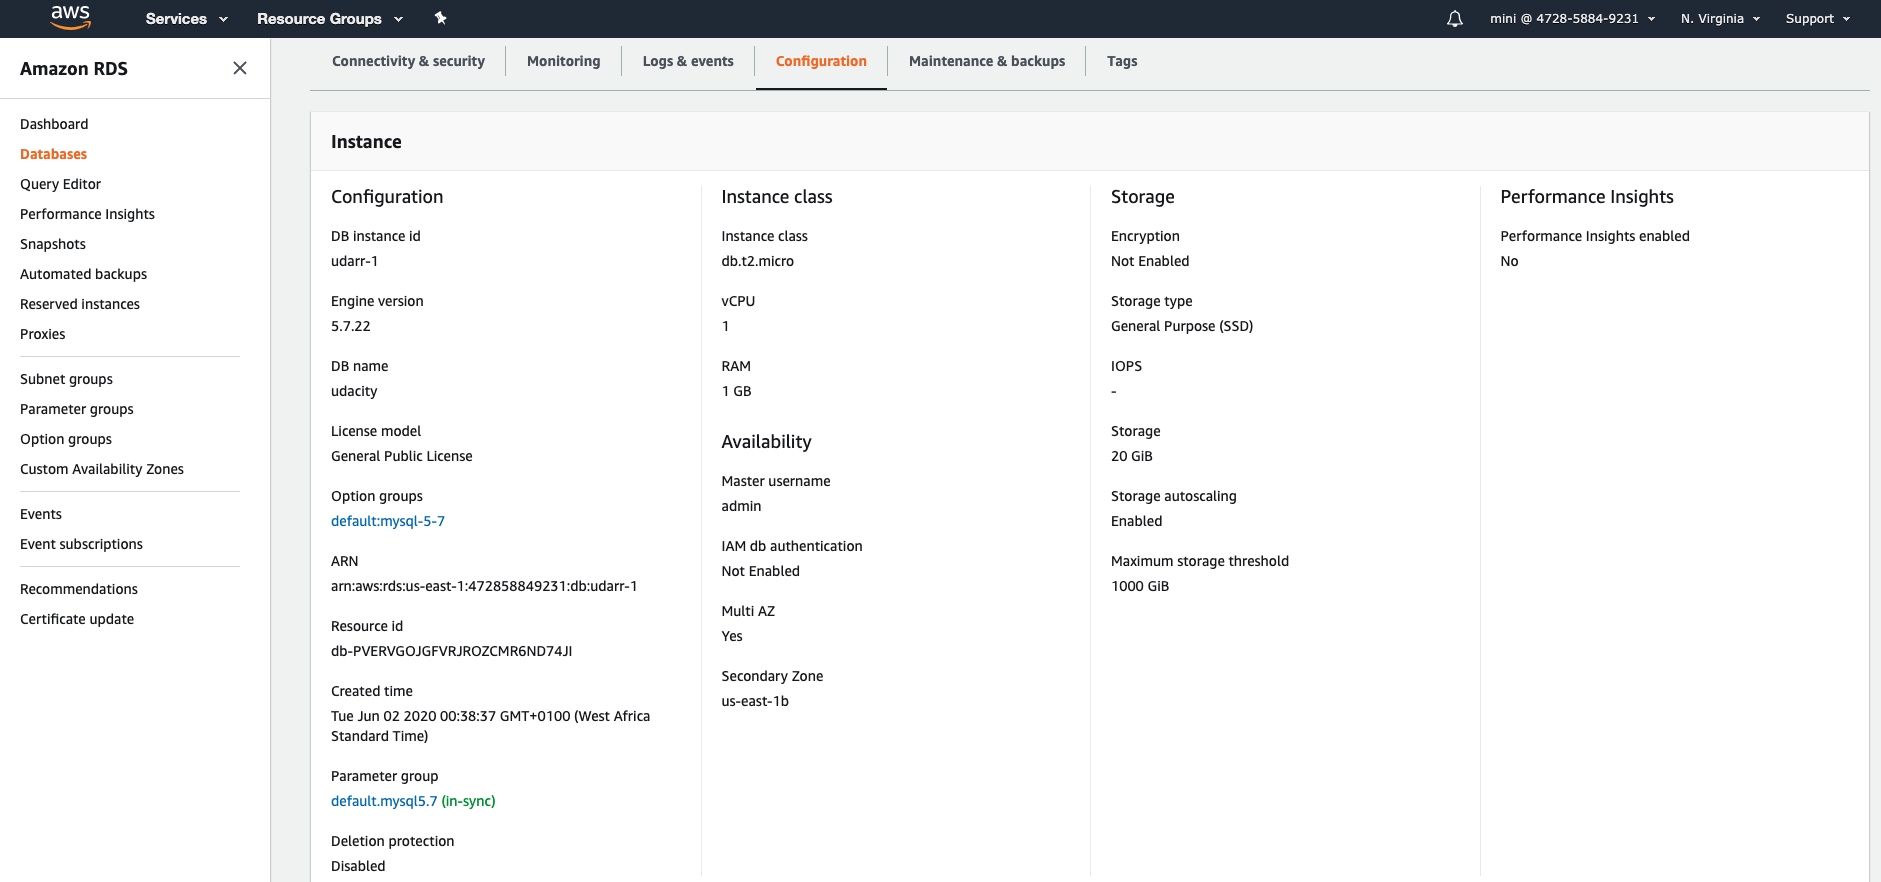 aws
Services
Resource Groups
mini @ 4728-5884-9231
N. Virginia
Support
Amazon RDS
Dashboard
Databases
Query Editor
Performance Insights
Snapshots
Automated backups
Reserved instances
Proxies
Subnet groups
Parameter groups
Option groups
Custom Availability Zones
Events
Event subscriptions
Recommendations
Certificate update
Connectivity & security
Monitoring
Logs & events
Configuration
Maintenance & backups
Tags
Instance
Configuration
DB instance id
udarr-1
Engine version
5.7.22
DB name
udacity
License model
General Public License
Option groups
default:mysql-5-7
ARN
arn:aws:rds:us-east-1:472858849231:db:udarr-1
Resource id
db-PVERVGOJGFVRJROZCMR6ND74JI
Created time
Tue Jun 02 2020 00:38:37 GMT+0100 (West Africa
Standard Time)
Parameter group
default.mysql5.7 (in-sync)
Deletion protection
Disabled
Instance class
Instance class
db.t2.micro
vCPU
1
RAM
1 GB
Availability
Master username
admin
IAM db authentication
Not Enabled
Multi AZ
Yes
Secondary Zone
us-east-1b
Storage
Encryption
Not Enabled
Storage type
General Purpose (SSD)
IOPS
-
Storage
20 GiB
Storage autoscaling
Enabled
Maximum storage threshold
1000 GiB
Performance Insights
Performance Insights enabled
No